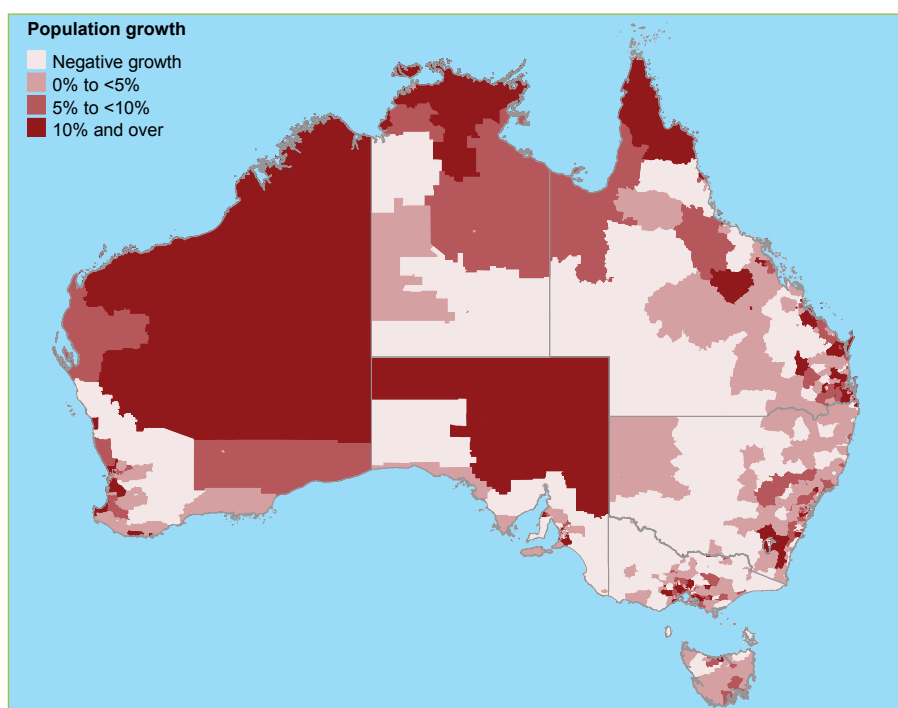 Population growth
Negative growth
0% to <5%
5% to <10%
10% and over